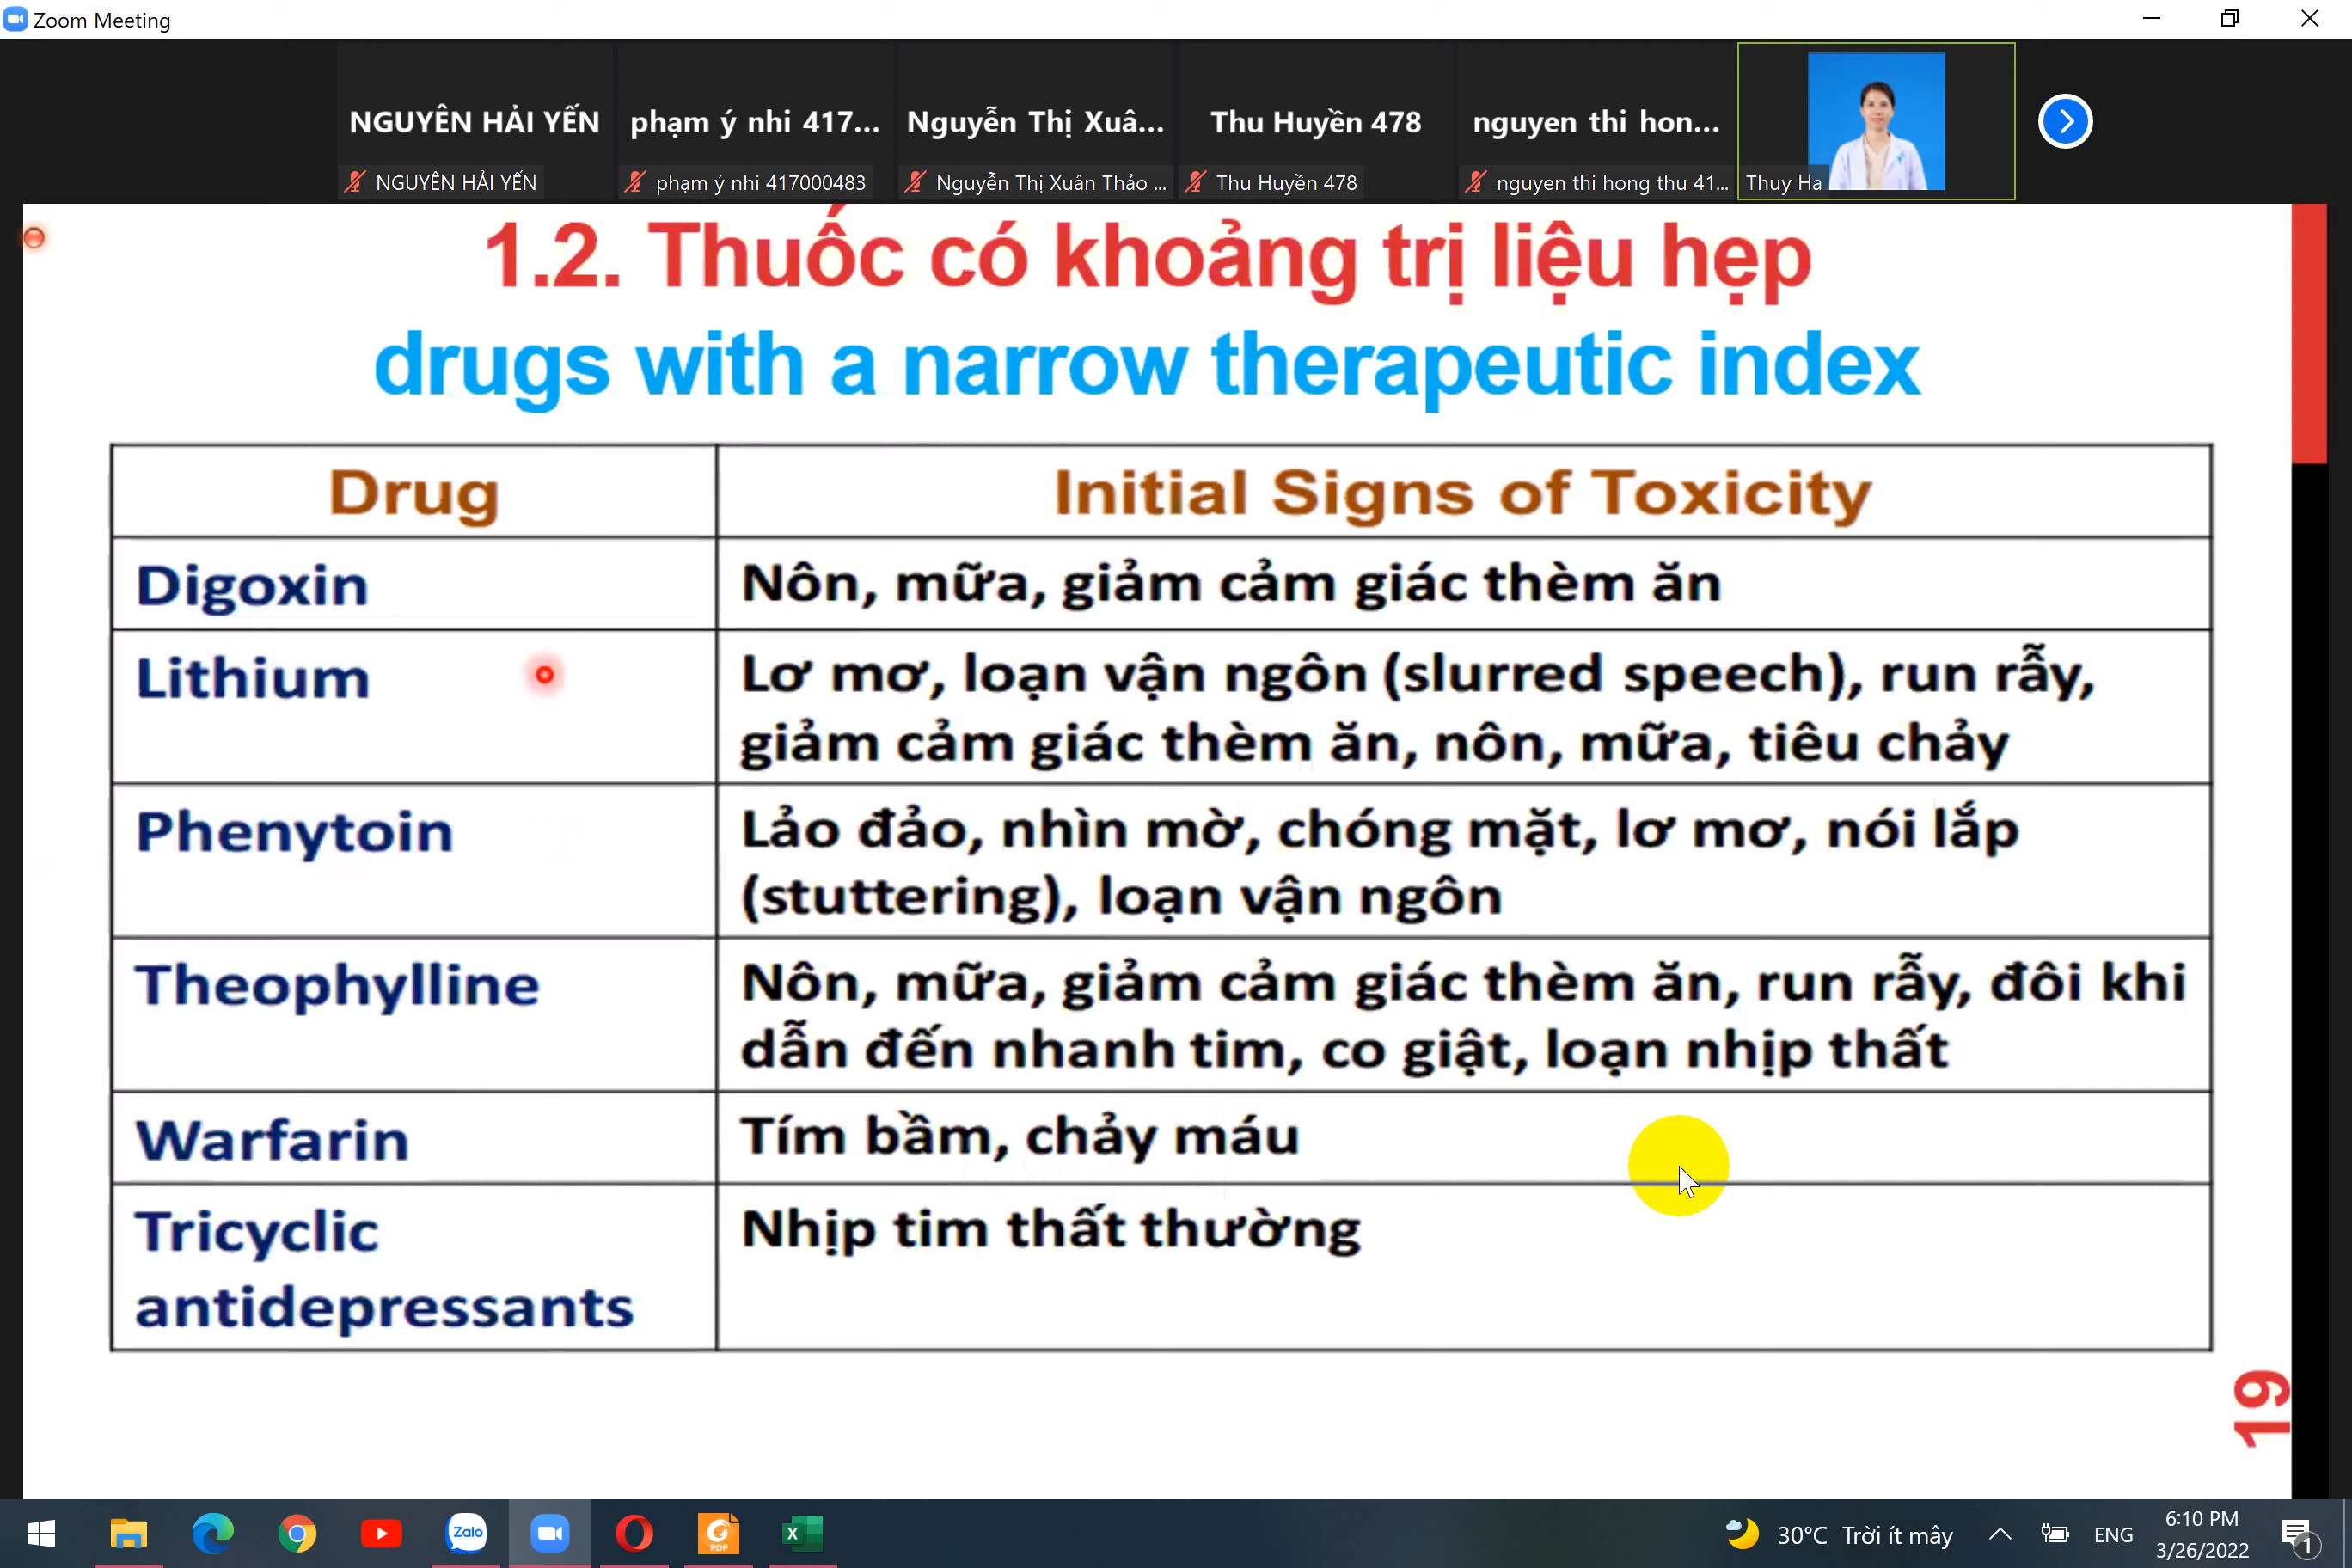 Zoom Meeting
NGUYÊN HẢI YẾN
phạm ý nhi 417...
Nguyễn Thị Xuâ...
Thu Huyền 478
nguyen thi hon...
NGUYÊN HẢI YẾN
phạm ý nhi 417000483
Nguyễn Thị Xuân Thảo ...
Thu Huyền 478
nguyen thi hong thu 41...
Thuy Ha
1.2. Thuốc có khoảng trị liệu hẹp
drugs with a narrow therapeutic index
Drug
Initial Signs of Toxicity
Digoxin
Nôn, mữa, giảm cảm giác thèm ăn
Lithium
Lơ mơ, loạn vận ngôn (slurred speech), run rẫy,
giảm cảm giác thèm ăn, nôn, mữa, tiêu chảy
Phenytoin
Lảo đảo, nhìn mờ, chóng mặt, lơ mơ, nói lắp
(stuttering), loạn vận ngôn
Theophylline
Nôn, mữa, giảm cảm giác thèm ăn, run rẫy, đôi khi
dẫn đến nhanh tim, co giật, loạn nhịp thất
Warfarin
Tím bầm, chảy máu
Tricyclic
antidepressants
Nhịp tim thất thường
19
Zalo
PDF
30°C Trời ít mây
ENG
6:10 PM
3/26/2022
1